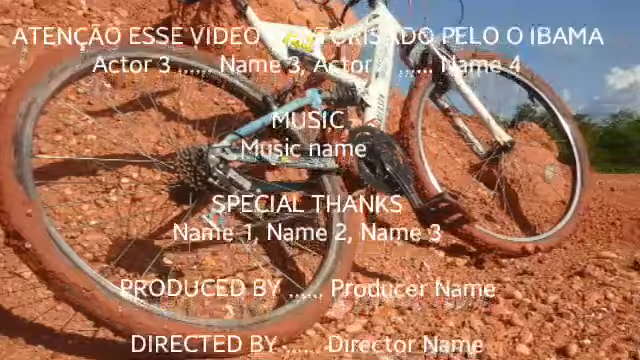 ATENÇÃO ESSE VIDEO PELO O IBAMA
Actor 3 ...... Name 3, Actor ...... Name 4
MUSIC
Music name
SPECIAL THANKS
Name 1, Name 2, Name 3
PRODUCED BY ...... Producer Name
DIRECTED BY ...... Director Name